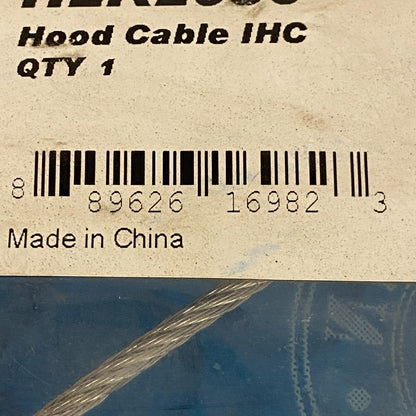 Hood Cable IHC
QTY 1
8 89626 16982 3
Made in China